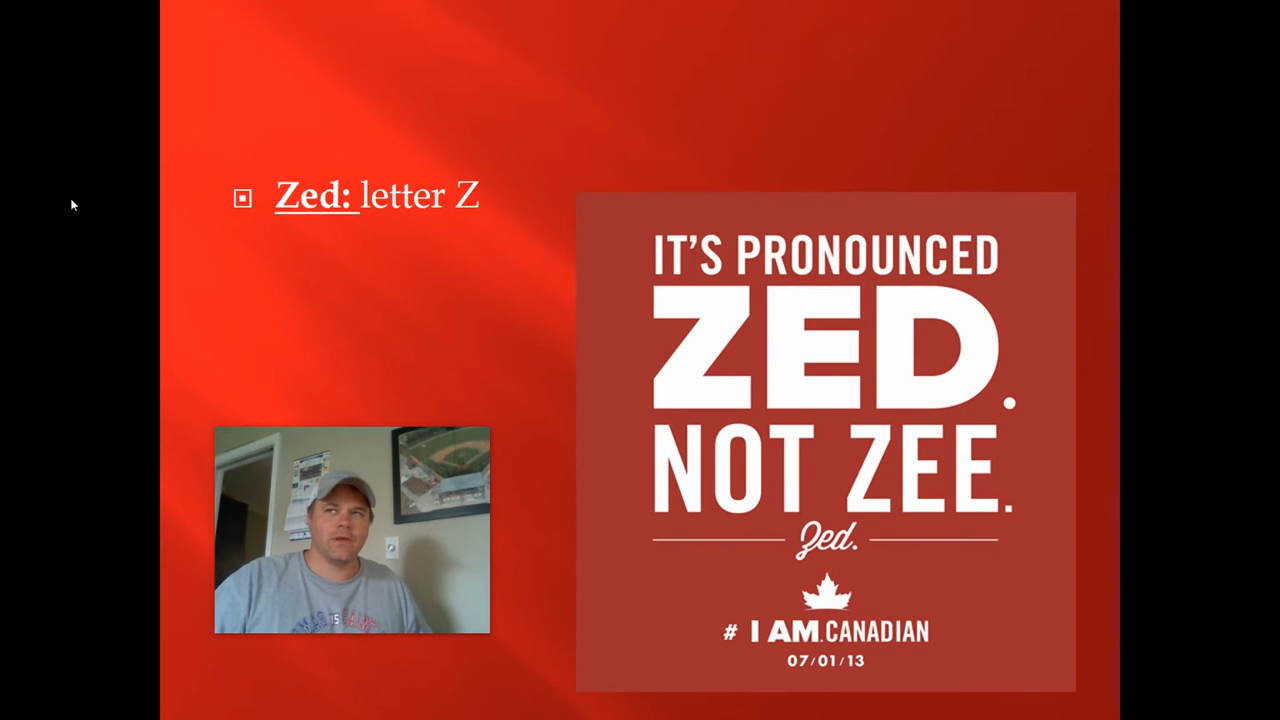 Zed: letter Z
IT'S PRONOUNCED
ZED.
NOT ZEE.
Zed.
# I AM.CANADIAN
07/01/13